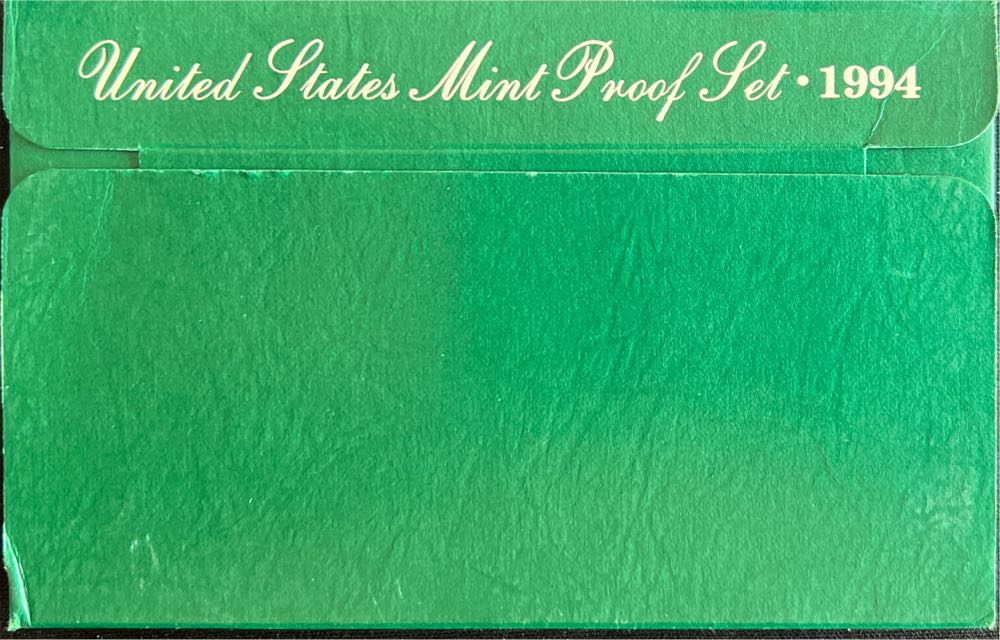 United States Mint Proof Set • 1994